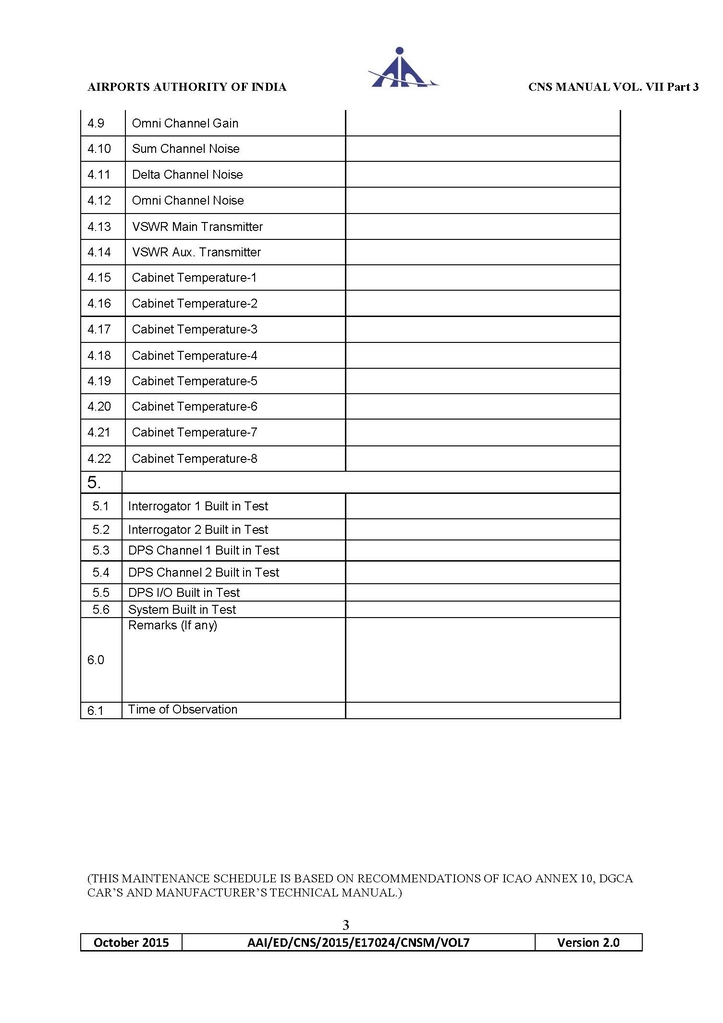 AIRPORTS AUTHORITY OF INDIA CNS MANUAL VOL. VII Part 3
4.9 Omni Channel Gain
4.10 Sum Channel Noise
4.11 Delta Channel Noise
4.12 Omni Channel Noise
4.13 VSWR Main Transmitter
4.14 VSWR Aux. Transmitter
4.15 Cabinet Temperature-1
4.16 Cabinet Temperature-2
4.17 Cabinet Temperature-3
4.18 Cabinet Temperature-4
4.19 Cabinet Temperature-5
4.20 Cabinet Temperature-6
4.21 Cabinet Temperature-7
4.22 Cabinet Temperature-8
5.
5.1 Interrogator 1 Built in Test
5.2 Interrogator 2 Built in Test
5.3 DPS Channel 1 Built in Test
5.4 DPS Channel 2 Built in Test
5.5 DPS I/O Built in Test
5.6 System Built in Test
Remarks (If any)
6.0
6.1 Time of Observation
(THIS MAINTENANCE SCHEDULE IS BASED ON RECOMMENDATIONS OF ICAO ANNEX 10, DGCA
CAR’S AND MANUFACTURER’S TECHNICAL MANUAL.)
3
October 2015 AAI/ED/CNS/2015/E17024/CNSM/VOL7 Version 2.0